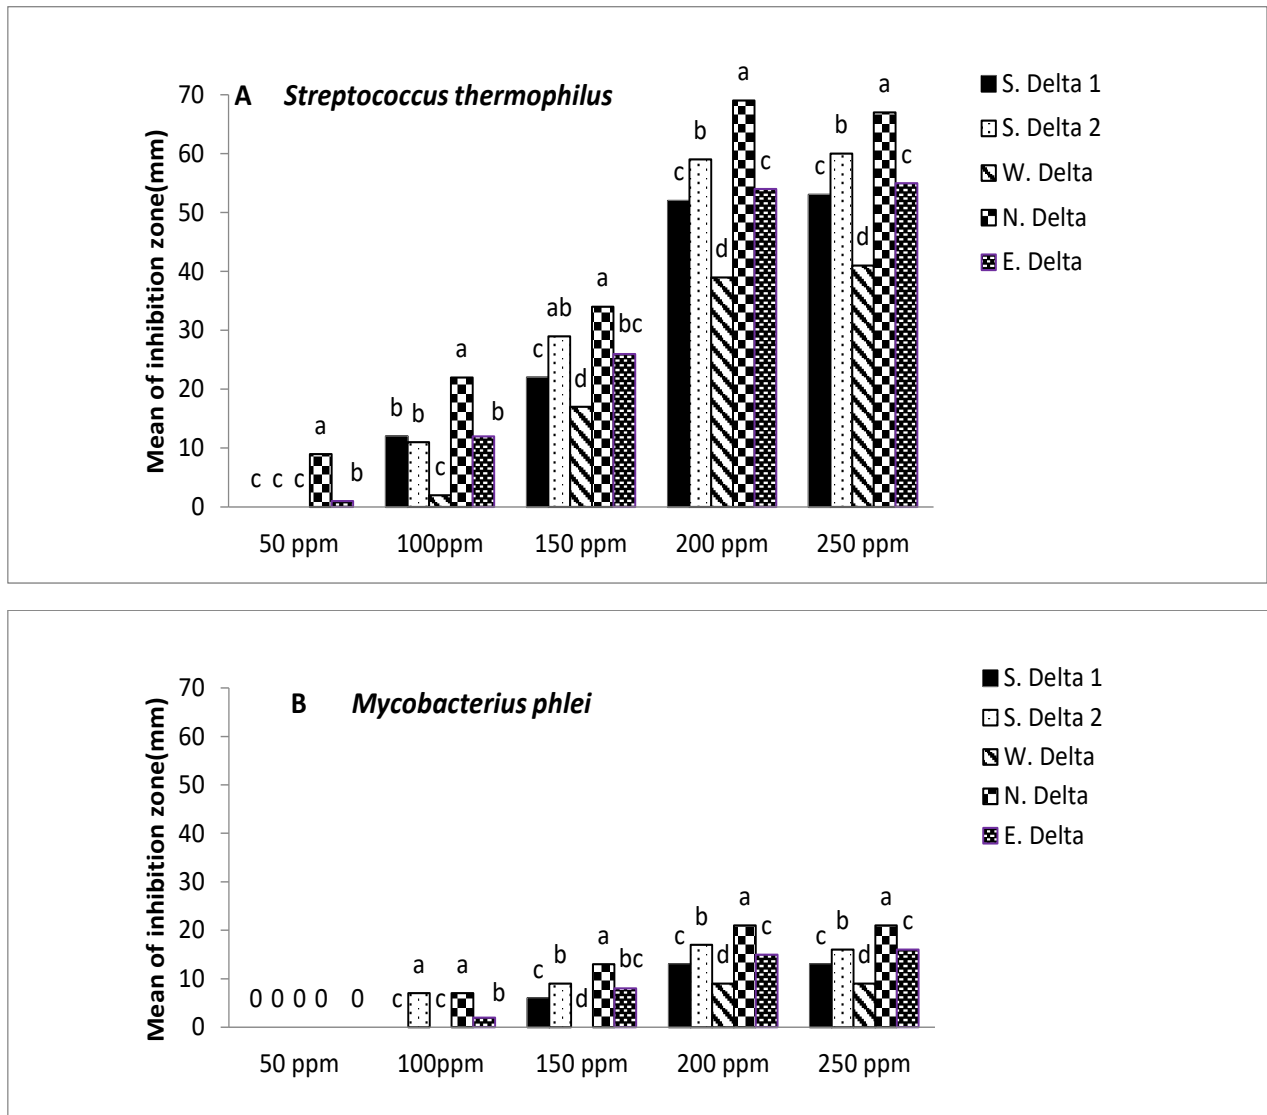 A Streptococcus thermophilus
Mean of inhibition zone(mm)
70
60
50
40
30
20
10
0
c c c a b
b b c a b
c ab d a bc
c b d a c
c b d a c
50 ppm 100ppm 150 ppm 200 ppm 250 ppm
S. Delta 1
S. Delta 2
W. Delta
N. Delta
E. Delta
B Mycobacterius phlei
Mean of inhibition zone(mm)
70
60
50
40
30
20
10
0
0 0 0 0 0
c a c a b
c b d a bc
c b d a c
c b d a c
50 ppm 100ppm 150 ppm 200 ppm 250 ppm
S. Delta 1
S. Delta 2
W. Delta
N. Delta
E. Delta